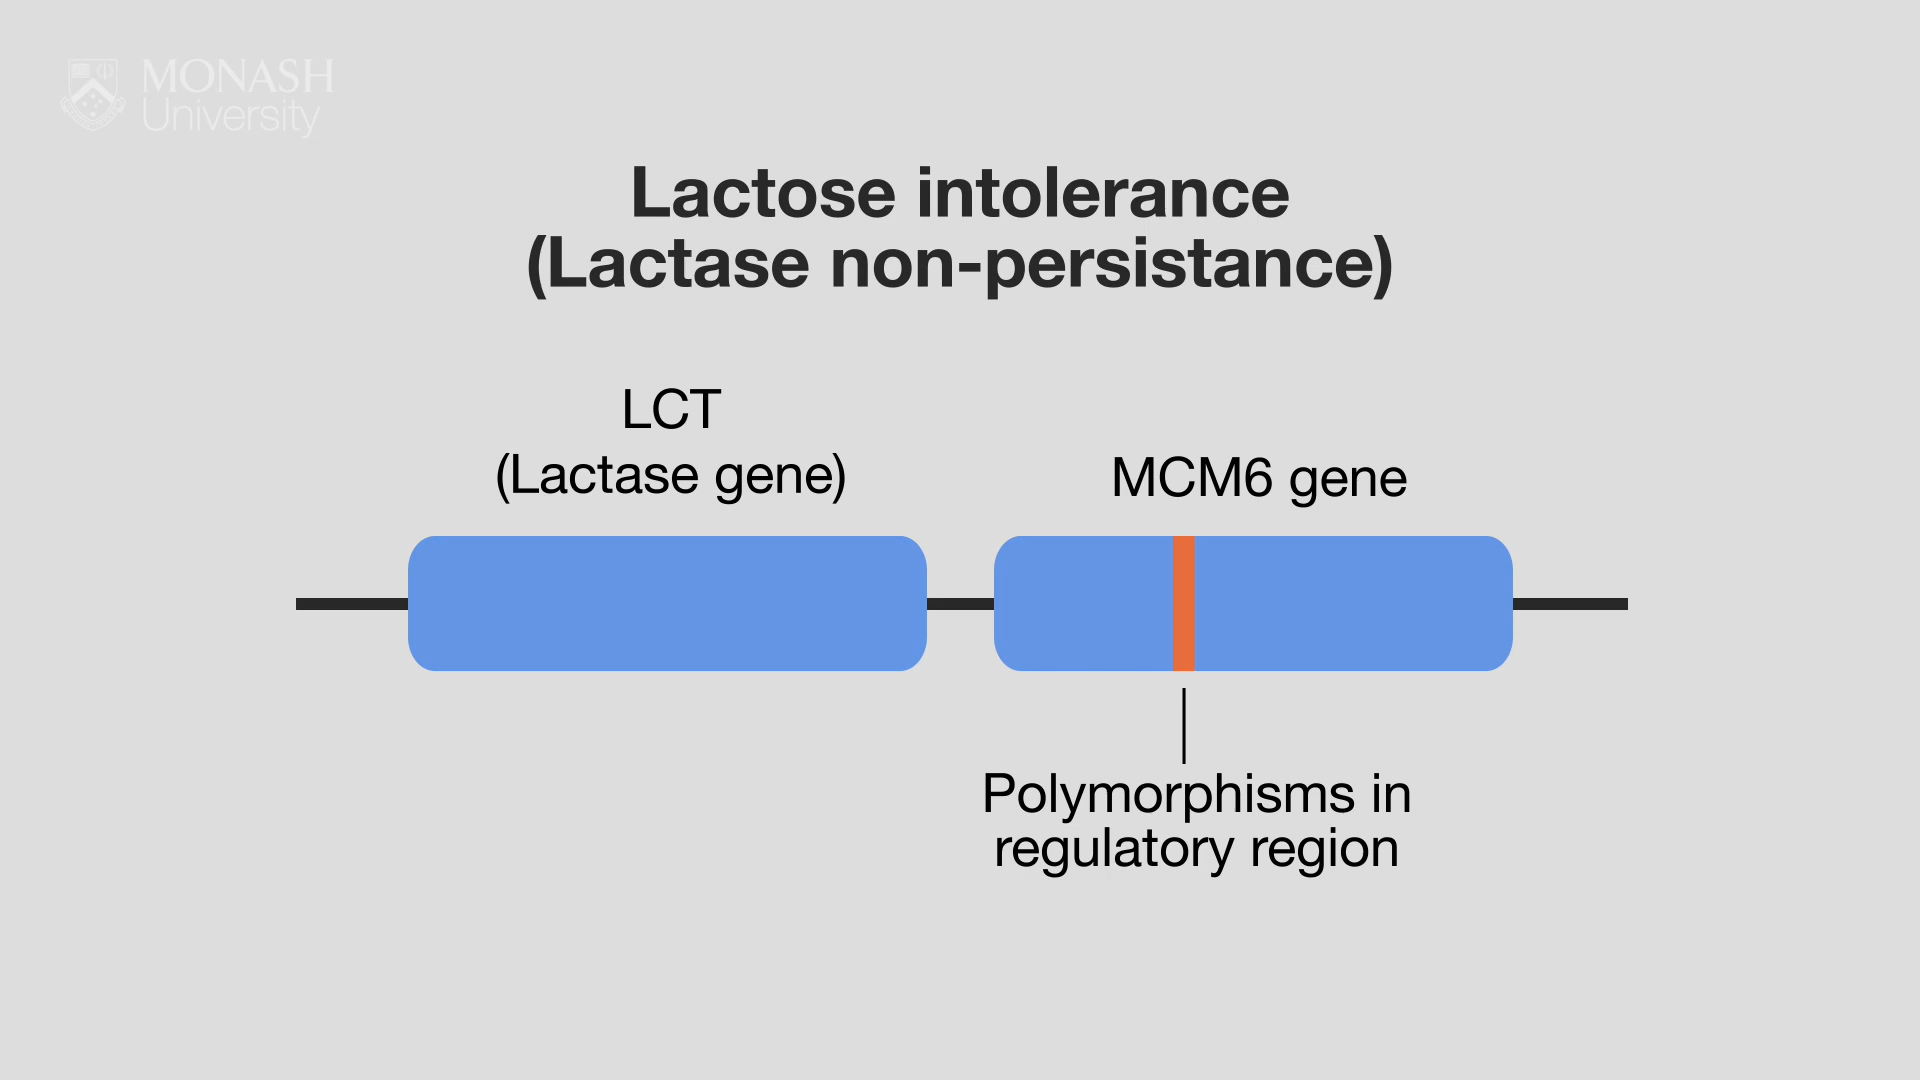 MONASH
University
Lactose intolerance
(Lactase non-persistance)
LCT
(Lactase gene)
MCM6 gene
Polymorphisms in
regulatory region